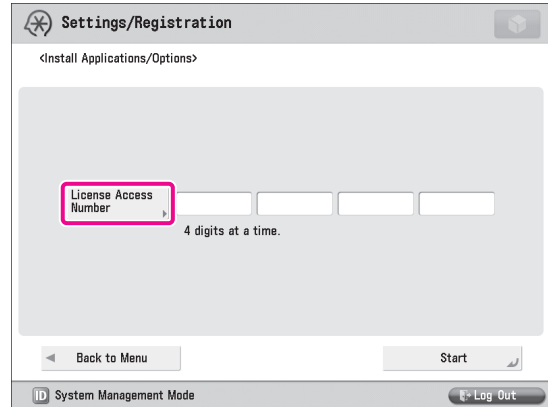 Settings/Registration
<Install Applications/Options>
License Access
Number
4 digits at a time.
Back to Menu
Start
ID System Management Mode
Log Out